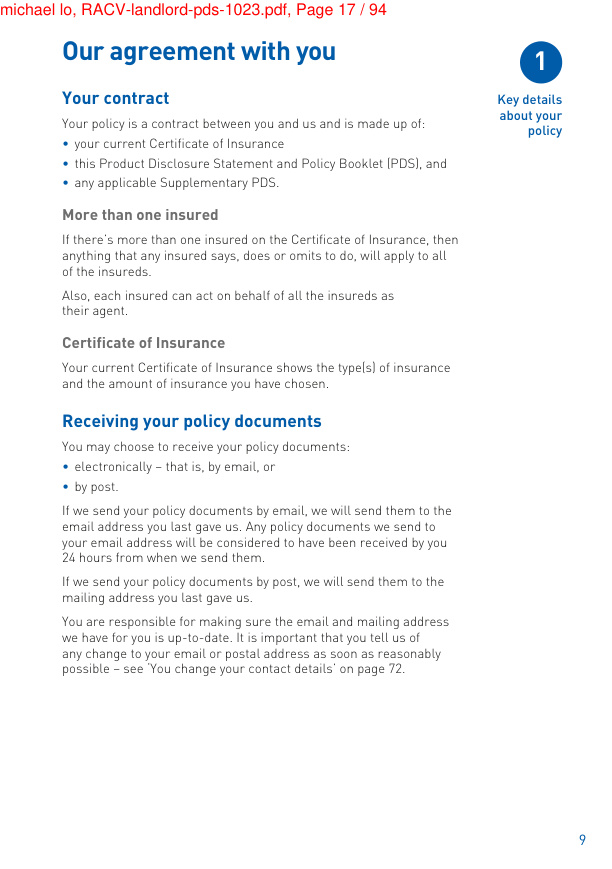 michael lo, RACV-landlord-pds-1023.pdf, Page 17 / 94
Our agreement with you
1
Key details
about your
policy
Your contract
Your policy is a contract between you and us and is made up of:
• your current Certificate of Insurance
• this Product Disclosure Statement and Policy Booklet (PDS), and
• any applicable Supplementary PDS.
More than one insured
If there's more than one insured on the Certificate of Insurance, then
anything that any insured says, does or omits to do, will apply to all
of the insureds.
Also, each insured can act on behalf of all the insureds as
their agent.
Certificate of Insurance
Your current Certificate of Insurance shows the type(s) of insurance
and the amount of insurance you have chosen.
Receiving your policy documents
You may choose to receive your policy documents:
• electronically – that is, by email, or
• by post.
If we send your policy documents by email, we will send them to the
email address you last gave us. Any policy documents we send to
your email address will be considered to have been received by you
24 hours from when we send them.
If we send your policy documents by post, we will send them to the
mailing address you last gave us.
You are responsible for making sure the email and mailing address
we have for you is up-to-date. It is important that you tell us of
any change to your email or postal address as soon as reasonably
possible – see 'You change your contact details' on page 72.
9